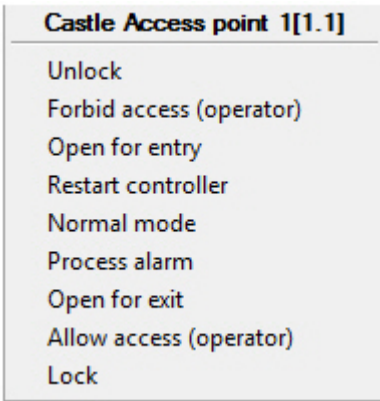 Castle Access point 1[1.1]
Unlock
Forbid access (operator)
Open for entry
Restart controller
Normal mode
Process alarm
Open for exit
Allow access (operator)
Lock